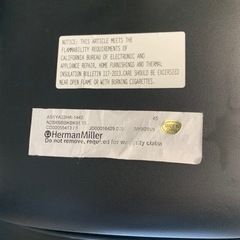 NOTICE: THIS ARTICLE MEETS THE
FLAMMABILITY REQUIREMENTS OF
CALIFORNIA BUREAU OF ELECTRONIC AND
APPLIANCE REPAIR, HOME FURNISHINGS AND THERMAL
INSULATION BULLETIN 117-2013. CARE SHOULD BE EXCERISED
NEAR OPEN FLAME OR WITH BURNING CIGARETTES.
HermanMiller
Do not remove, required for warranty claims